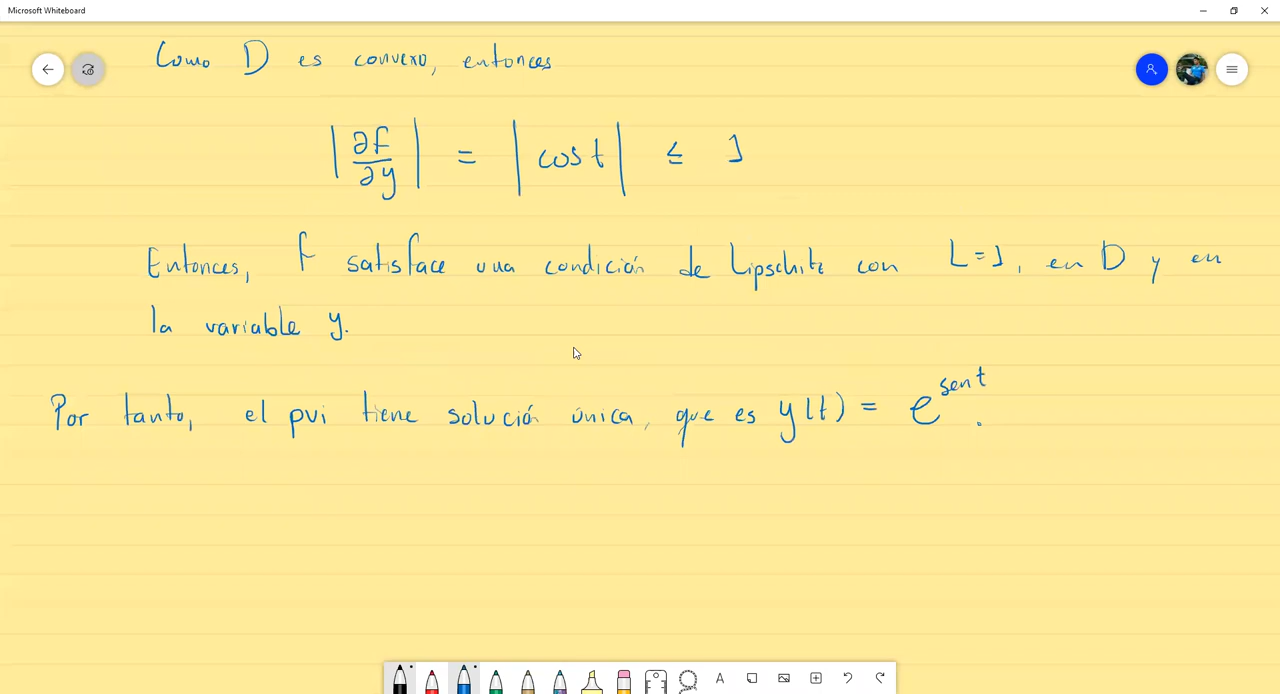 Microsoft Whiteboard
Como D es convexo, entonces
|∂f/∂y| = |cos t| ≤ 1
Entonces, f satisface una condición de Lipschitz con L=1, en D y en
la variable y.
Por tanto, el pvi tiene solución única, que es y(t) = e^sen t.
A